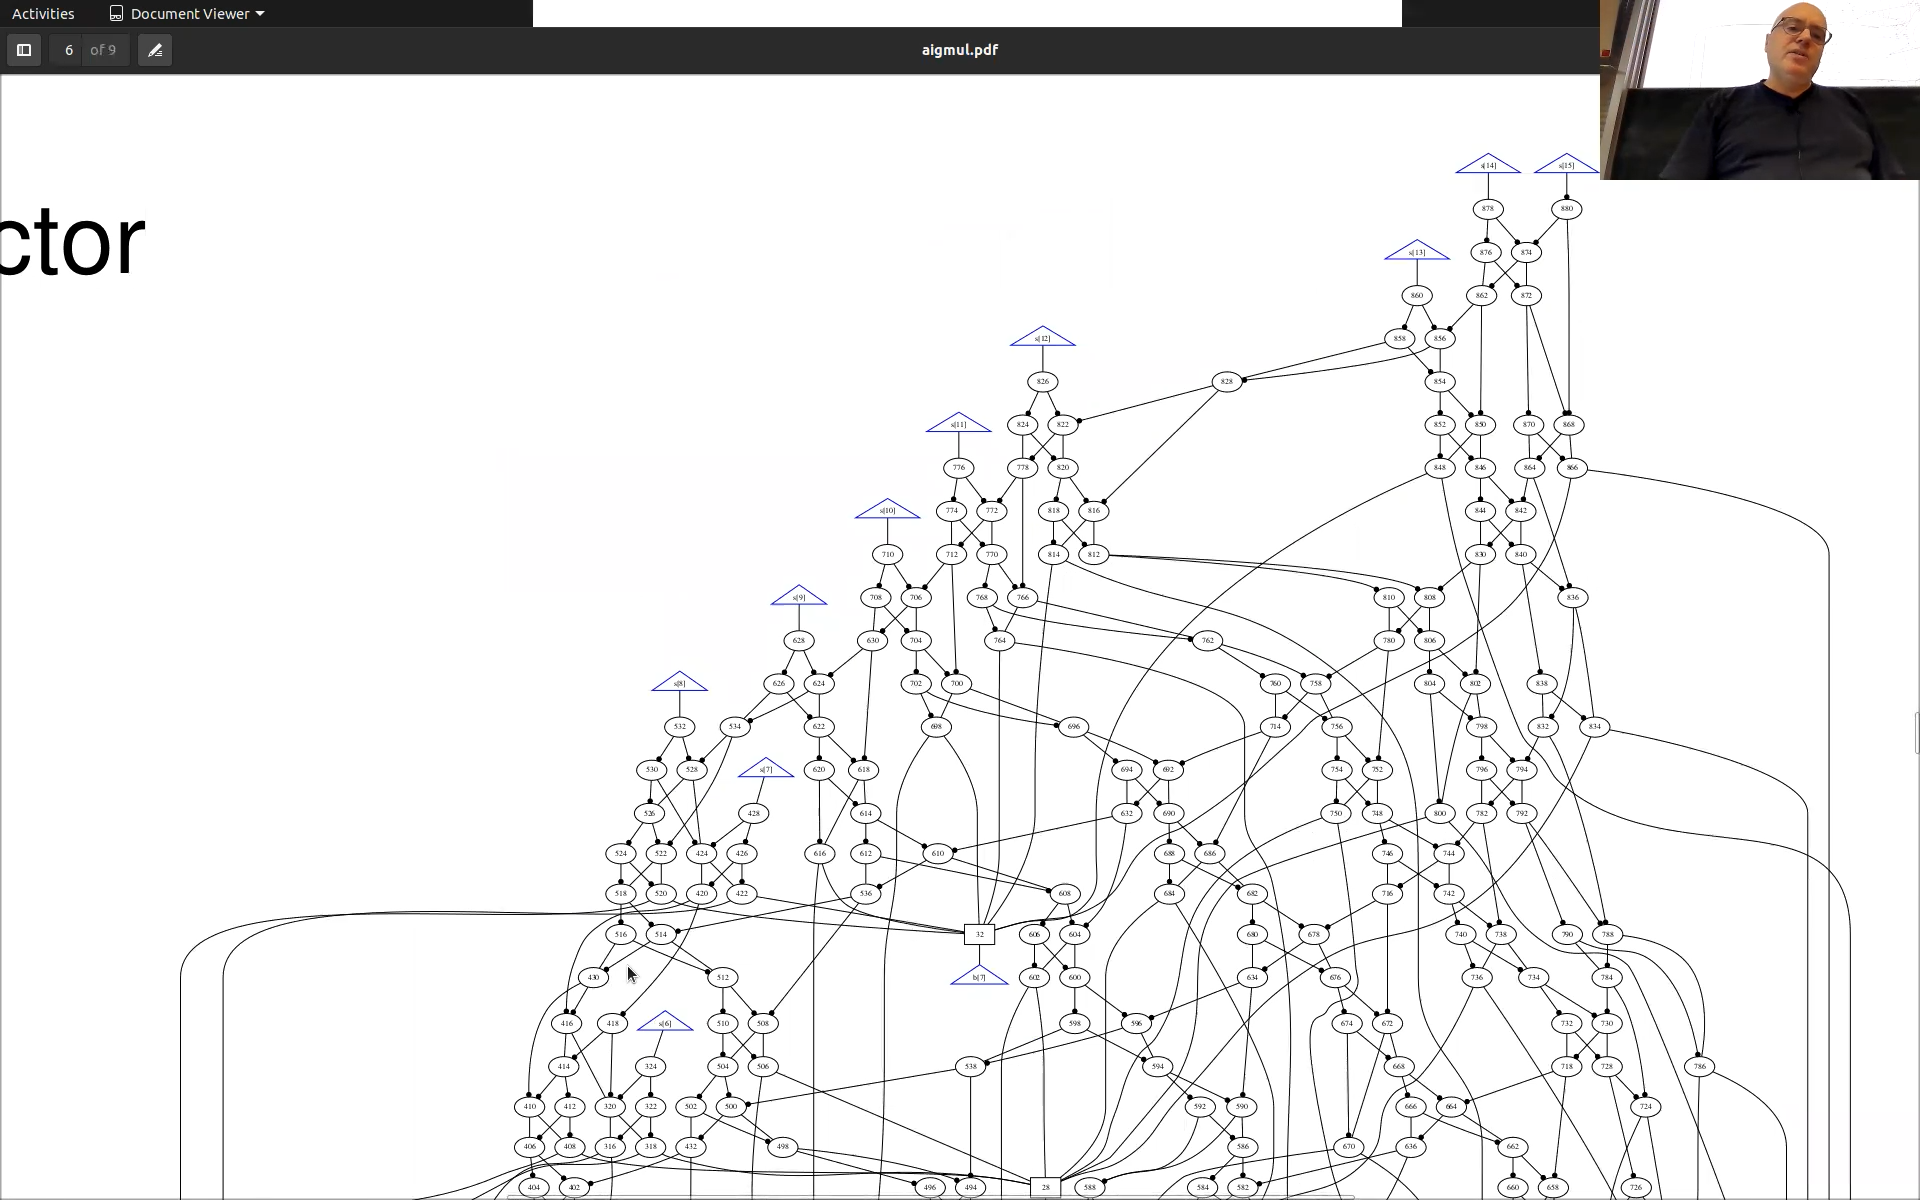 Activities Document Viewer
6 of 9 aigmul.pdf
ctor
s[14] s[15]
878 880
s[13] 876 874
860 862 872
s[12] 858 856
826 828 854
s[11] 824 822 852 850 870 868
776 778 820 848 846 864 866
s[10] 774 772 818 816 844 842
710 712 770 814 812 830 840
s[9] 708 706 768 766 810 808 836
628 630 704 764 762 780 806
s[8] 626 624 702 700 760 758 804 802 838
532 534 622 698 696 714 756 798 832 834
s[7] 530 528 620 618 694 692 754 752 796 794
526 428 614 632 690 750 748 800 782 792
524 522 424 426 616 612 610 688 686 746 744
518 520 420 422 536 608 684 682 716 742
516 514 32 606 604 680 678 740 738 790 788
430 512 b[7] 602 600 634 676 736 734 784
416 418 s[6] 510 508 598 596 674 672 732 730
414 324 504 506 538 594 668 718 728 786
410 412 320 322 502 500 592 590 666 664 724
406 408 316 318 432 498 586 670 636 662
404 402 496 494 28 588 584 582 660 658 726